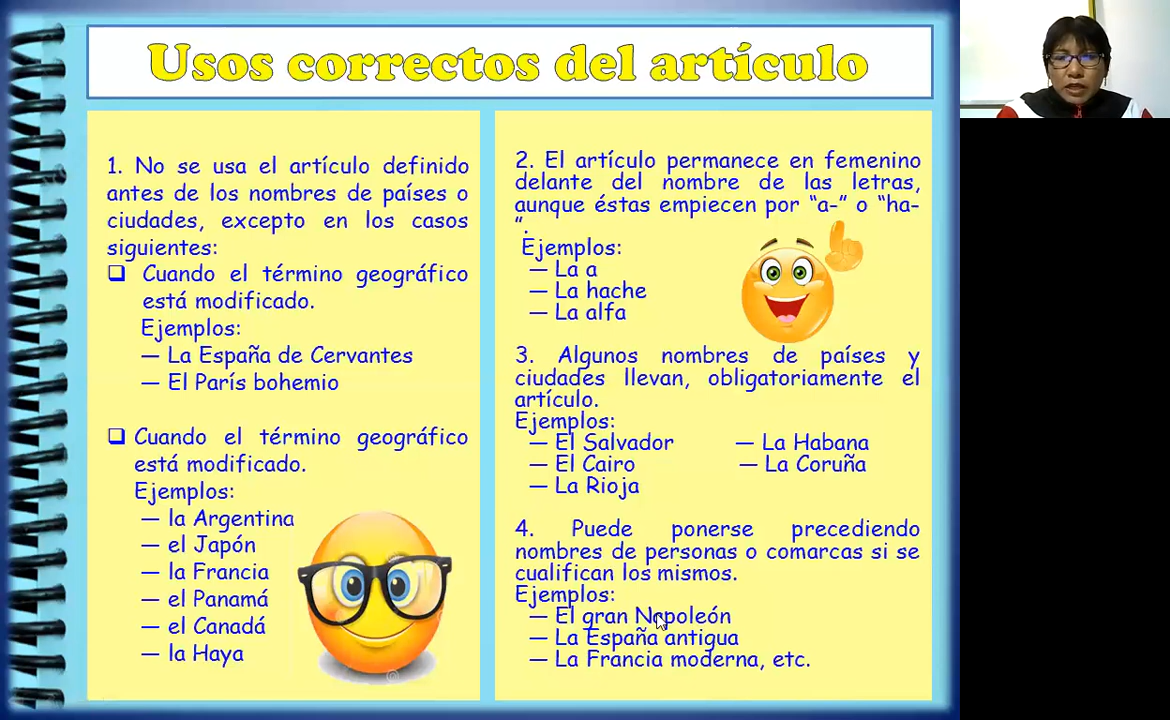 Usos correctos del artículo
1. No se usa el artículo definido
antes de los nombres de países o
ciudades, excepto en los casos
siguientes:
❑ Cuando el término geográfico
está modificado.
Ejemplos:
— La España de Cervantes
— El París bohemio
❑ Cuando el término geográfico
está modificado.
Ejemplos:
— la Argentina
— el Japón
— la Francia
— el Panamá
— el Canadá
— la Haya
2. El artículo permanece en femenino
delante del nombre de las letras,
aunque éstas empiecen por “a-” o “ha-
”.
Ejemplos:
— La a
— La hache
— La alfa
3. Algunos nombres de países y
ciudades llevan, obligatoriamente el
artículo.
Ejemplos:
— El Salvador — La Habana
— El Cairo — La Coruña
— La Rioja
4. Puede ponerse precediendo
nombres de personas o comarcas si se
cualifican los mismos.
Ejemplos:
— El gran Napoleón
— La España antigua
— La Francia moderna, etc.